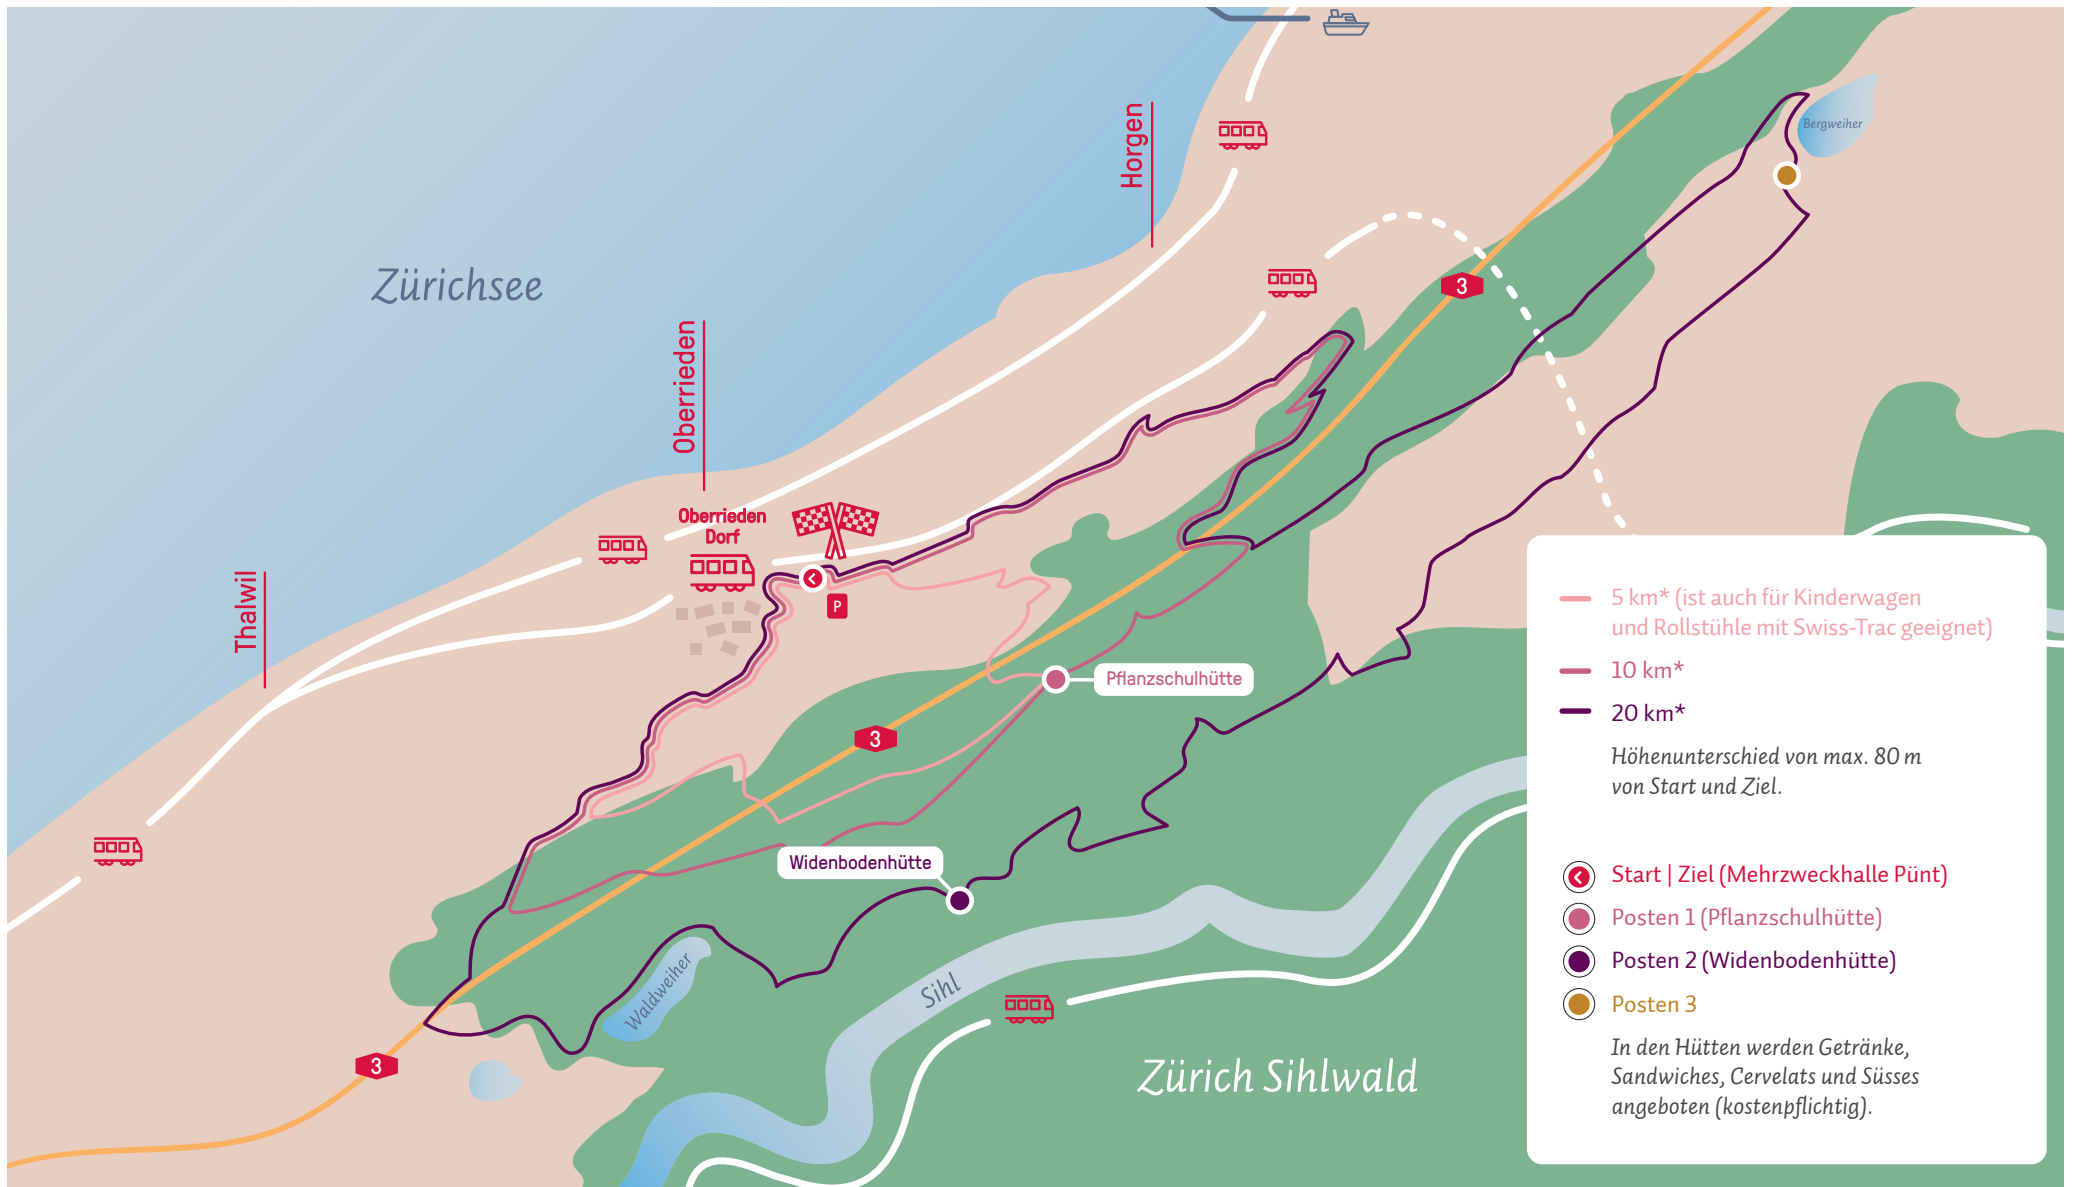 Zürichsee
Horgen
Bergweiher
3
Oberrieden
Oberrieden
Dorf
Thalwil
P
Pflanzschulhütte
3
Widenbodenhütte
Waldweiher
Sihl
3
Zürich Sihlwald
5 km* (ist auch für Kinderwagen
und Rollstühle mit Swiss-Trac geeignet)
10 km*
20 km*
Höhenunterschied von max. 80 m
von Start und Ziel.
Start | Ziel (Mehrzweckhalle Pünt)
Posten 1 (Pflanzschulhütte)
Posten 2 (Widenbodenhütte)
Posten 3
In den Hütten werden Getränke,
Sandwiches, Cervelats und Süsses
angeboten (kostenpflichtig).